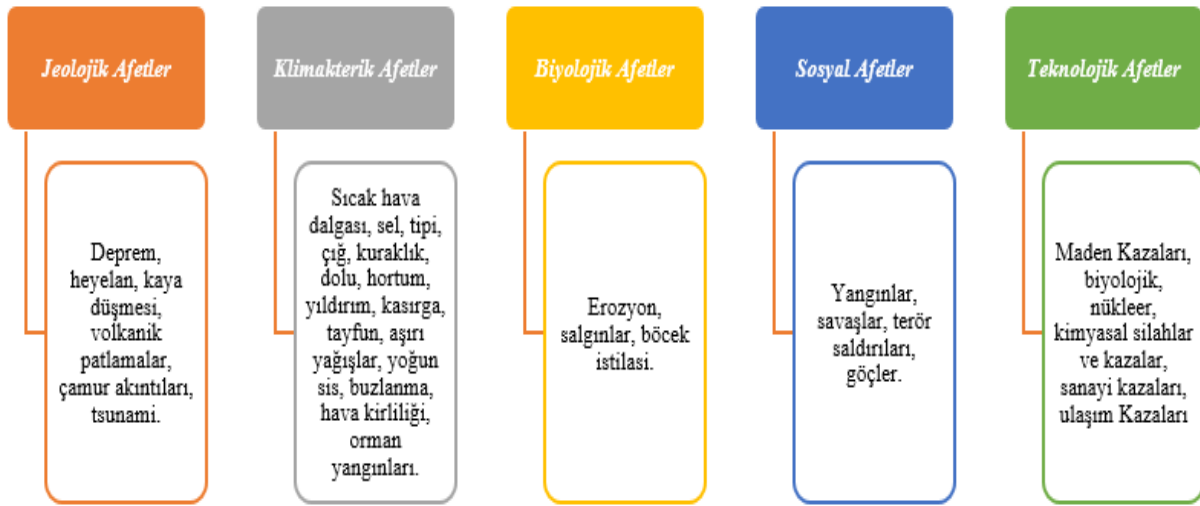 Jeolojik Afetler
Deprem,
heyelan, kaya
düşmesi,
volkanik
patlamalar,
çamur akıntıları,
tsunami.
Klimakterik Afetler
Sıcak hava
dalgası, sel, tipi,
çığ, kuraklık,
dolu, hortum,
yıldırım, kasırga,
tayfun, aşırı
yağışlar, yoğun
sis, buzlanma,
hava kirliliği,
orman
yangınları.
Biyolojik Afetler
Erozyon,
salgınlar, böcek
istilasi.
Sosyal Afetler
Yangınlar,
savaşlar, terör
saldırıları,
göçler.
Teknolojik Afetler
Maden Kazaları,
biyolojik,
nükleer,
kimyasal silahlar
ve kazalar,
sanayi kazaları,
ulaşım Kazaları